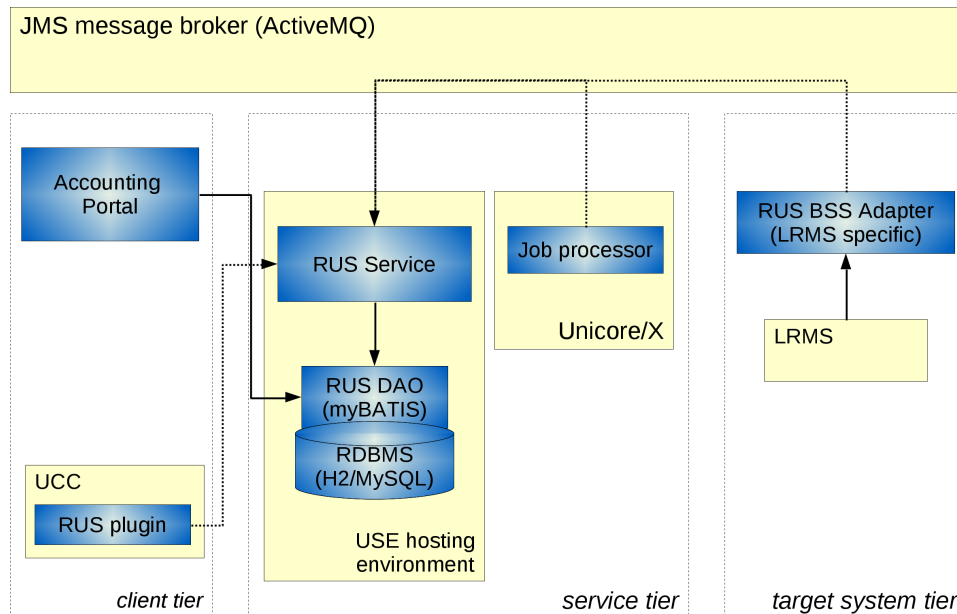 JMS message broker (ActiveMQ)
Accounting
Portal
RUS Service
Job processor
RUS BSS Adapter
(LRMS specific)
Unicore/X
LRMS
RUS DAO
(myBATIS)
RDBMS
(H2/MySQL)
UCC
RUS plugin
USE hosting
environment
client tier
service tier
target system tier